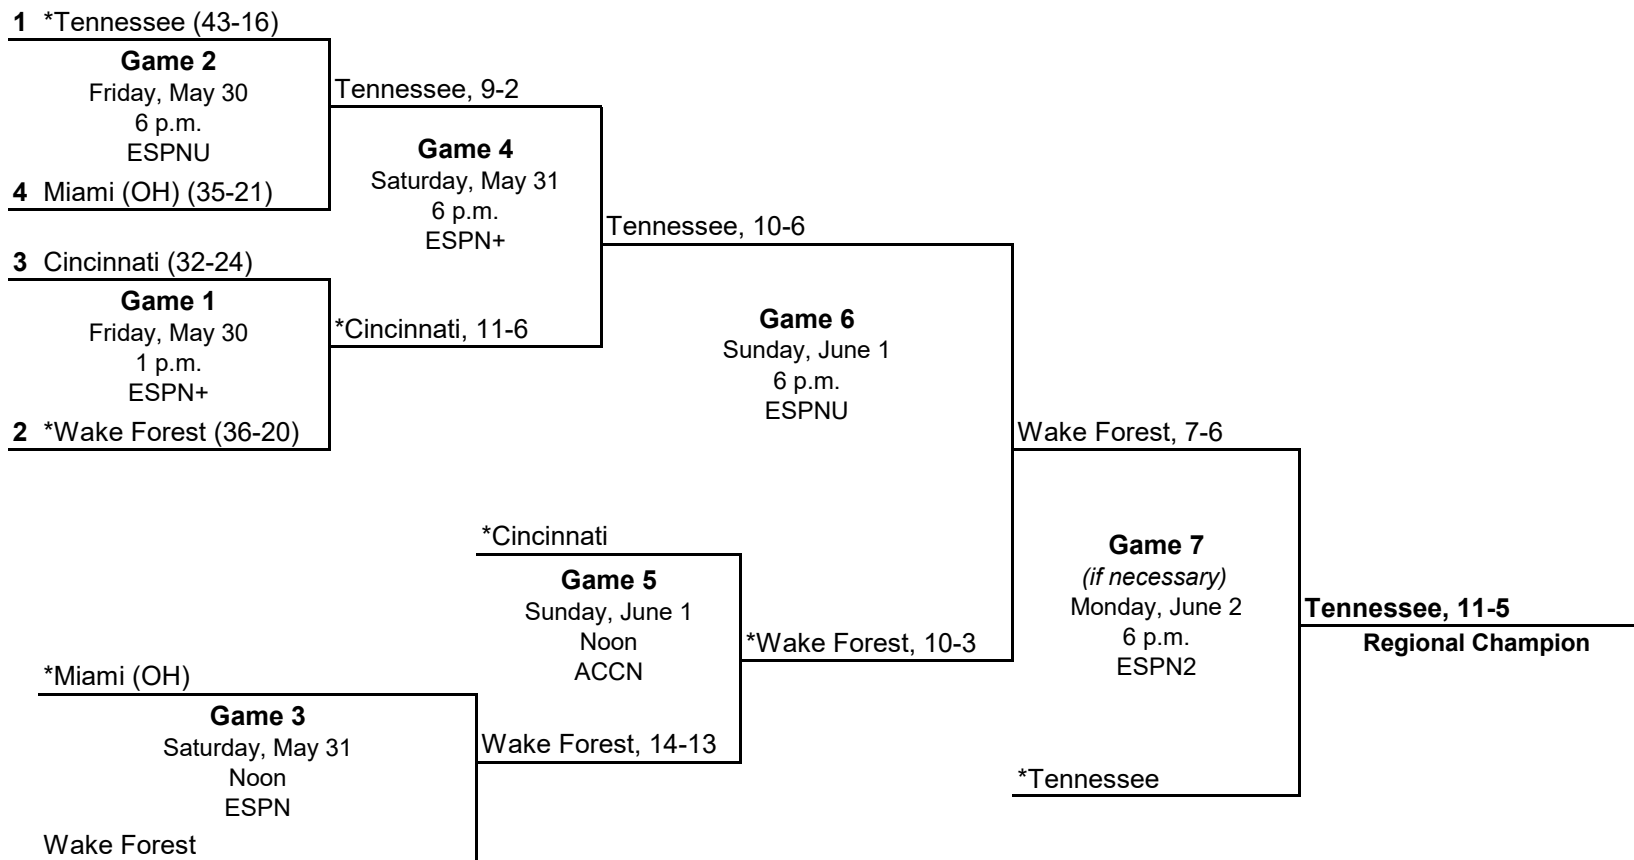 1 *Tennessee (43-16)
Game 2
Friday, May 30
6 p.m.
ESPNU
4 Miami (OH) (35-21)
3 Cincinnati (32-24)
Game 1
Friday, May 30
1 p.m.
ESPN+
2 *Wake Forest (36-20)
Tennessee, 9-2
Game 4
Saturday, May 31
6 p.m.
ESPN+
*Cincinnati, 11-6
Tennessee, 10-6
Game 6
Sunday, June 1
6 p.m.
ESPNU
*Miami (OH)
Game 3
Saturday, May 31
Noon
ESPN
Wake Forest
*Cincinnati
Game 5
Sunday, June 1
Noon
ACCN
Wake Forest, 14-13
*Wake Forest, 10-3
Wake Forest, 7-6
Game 7
(if necessary)
Monday, June 2
6 p.m.
ESPN2
*Tennessee
Tennessee, 11-5
Regional Champion